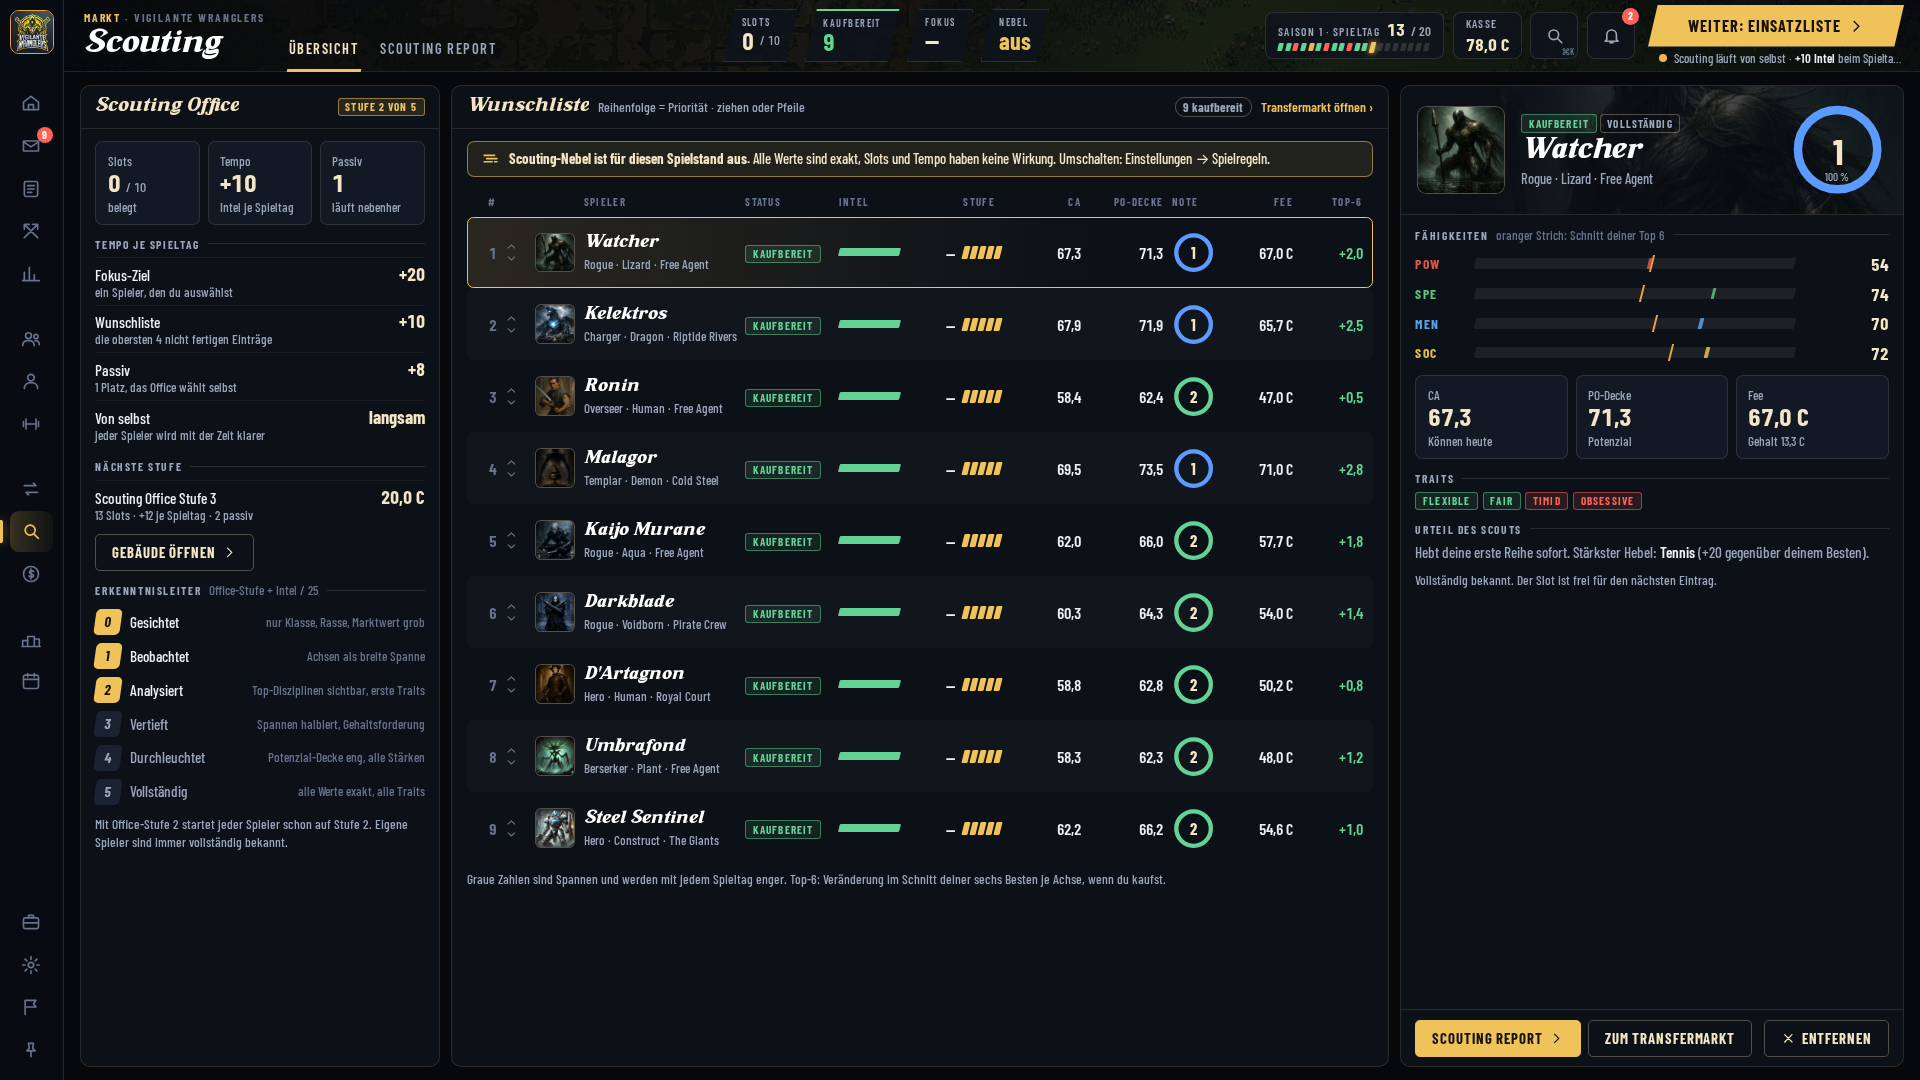 MARKT · VIGILANTE WRANGLERS
Scouting
ÜBERSICHT
SCOUTING REPORT
SLOTS
0 / 10
KAUFBEREIT
9
FOKUS
–
NEBEL
aus
SAISON 1 · SPIELTAG 13 / 20
KASSE
78,0 C
⌘K
2
WEITER: EINSATZLISTE
Scouting läuft von selbst · +10 Intel beim Spielta...
9
Scouting Office
STUFE 2 VON 5
Slots
0 / 10
belegt
Tempo
+10
Intel je Spieltag
Passiv
1
läuft nebenher
TEMPO JE SPIELTAG
Fokus-Ziel
+20
ein Spieler, den du auswählst
Wunschliste
+10
die obersten 4 nicht fertigen Einträge
Passiv
+8
1 Platz, das Office wählt selbst
Von selbst
langsam
jeder Spieler wird mit der Zeit klarer
NÄCHSTE STUFE
Scouting Office Stufe 3
20,0 C
13 Slots · +12 je Spieltag · 2 passiv
GEBÄUDE ÖFFNEN
ERKENNTNISLEITER Office-Stufe + Intel / 25
0 Gesichtet nur Klasse, Rasse, Marktwert grob
1 Beobachtet Achsen als breite Spanne
2 Analysiert Top-Disziplinen sichtbar, erste Traits
3 Vertieft Spannen halbiert, Gehaltsforderung
4 Durchleuchtet Potenzial-Decke eng, alle Stärken
5 Vollständig alle Werte exakt, alle Traits
Mit Office-Stufe 2 startet jeder Spieler schon auf Stufe 2. Eigene
Spieler sind immer vollständig bekannt.
Wunschliste Reihenfolge = Priorität · ziehen oder Pfeile
9 kaufbereit
Transfermarkt öffnen ›
Scouting-Nebel ist für diesen Spielstand aus. Alle Werte sind exakt, Slots und Tempo haben keine Wirkung. Umschalten: Einstellungen → Spielregeln.
# SPIELER STATUS INTEL STUFE CA PO-DECKE NOTE FEE TOP-6
1 Watcher KAUFBEREIT – 67,3 71,3 1 67,0 C +2,0
Rogue · Lizard · Free Agent
2 Kelektros KAUFBEREIT – 67,9 71,9 1 65,7 C +2,5
Charger · Dragon · Riptide Rivers
3 Ronin KAUFBEREIT – 58,4 62,4 2 47,0 C +0,5
Overseer · Human · Free Agent
4 Malagor KAUFBEREIT – 69,5 73,5 1 71,0 C +2,8
Templar · Demon · Cold Steel
5 Kaijo Murane KAUFBEREIT – 62,0 66,0 2 57,7 C +1,8
Rogue · Aqua · Free Agent
6 Darkblade KAUFBEREIT – 60,3 64,3 2 54,0 C +1,4
Rogue · Voidborn · Pirate Crew
7 D'Artagnon KAUFBEREIT – 58,8 62,8 2 50,2 C +0,8
Hero · Human · Royal Court
8 Umbrafond KAUFBEREIT – 58,3 62,3 2 48,0 C +1,2
Berserker · Plant · Free Agent
9 Steel Sentinel KAUFBEREIT – 62,2 66,2 2 54,6 C +1,0
Hero · Construct · The Giants
Graue Zahlen sind Spannen und werden mit jedem Spieltag enger. Top-6: Veränderung im Schnitt deiner sechs Besten je Achse, wenn du kaufst.
KAUFBEREIT VOLLSTÄNDIG
Watcher
Rogue · Lizard · Free Agent
1
100 %
FÄHIGKEITEN oranger Strich: Schnitt deiner Top 6
POW 54
SPE 74
MEN 70
SOC 72
CA
67,3
Können heute
PO-Decke
71,3
Potenzial
Fee
67,0 C
Gehalt 13,3 C
TRAITS
FLEXIBLE FAIR TIMID OBSESSIVE
URTEIL DES SCOUTS
Hebt deine erste Reihe sofort. Stärkster Hebel: Tennis (+20 gegenüber deinem Besten).
Vollständig bekannt. Der Slot ist frei für den nächsten Eintrag.
SCOUTING REPORT
ZUM TRANSFERMARKT
ENTFERNEN